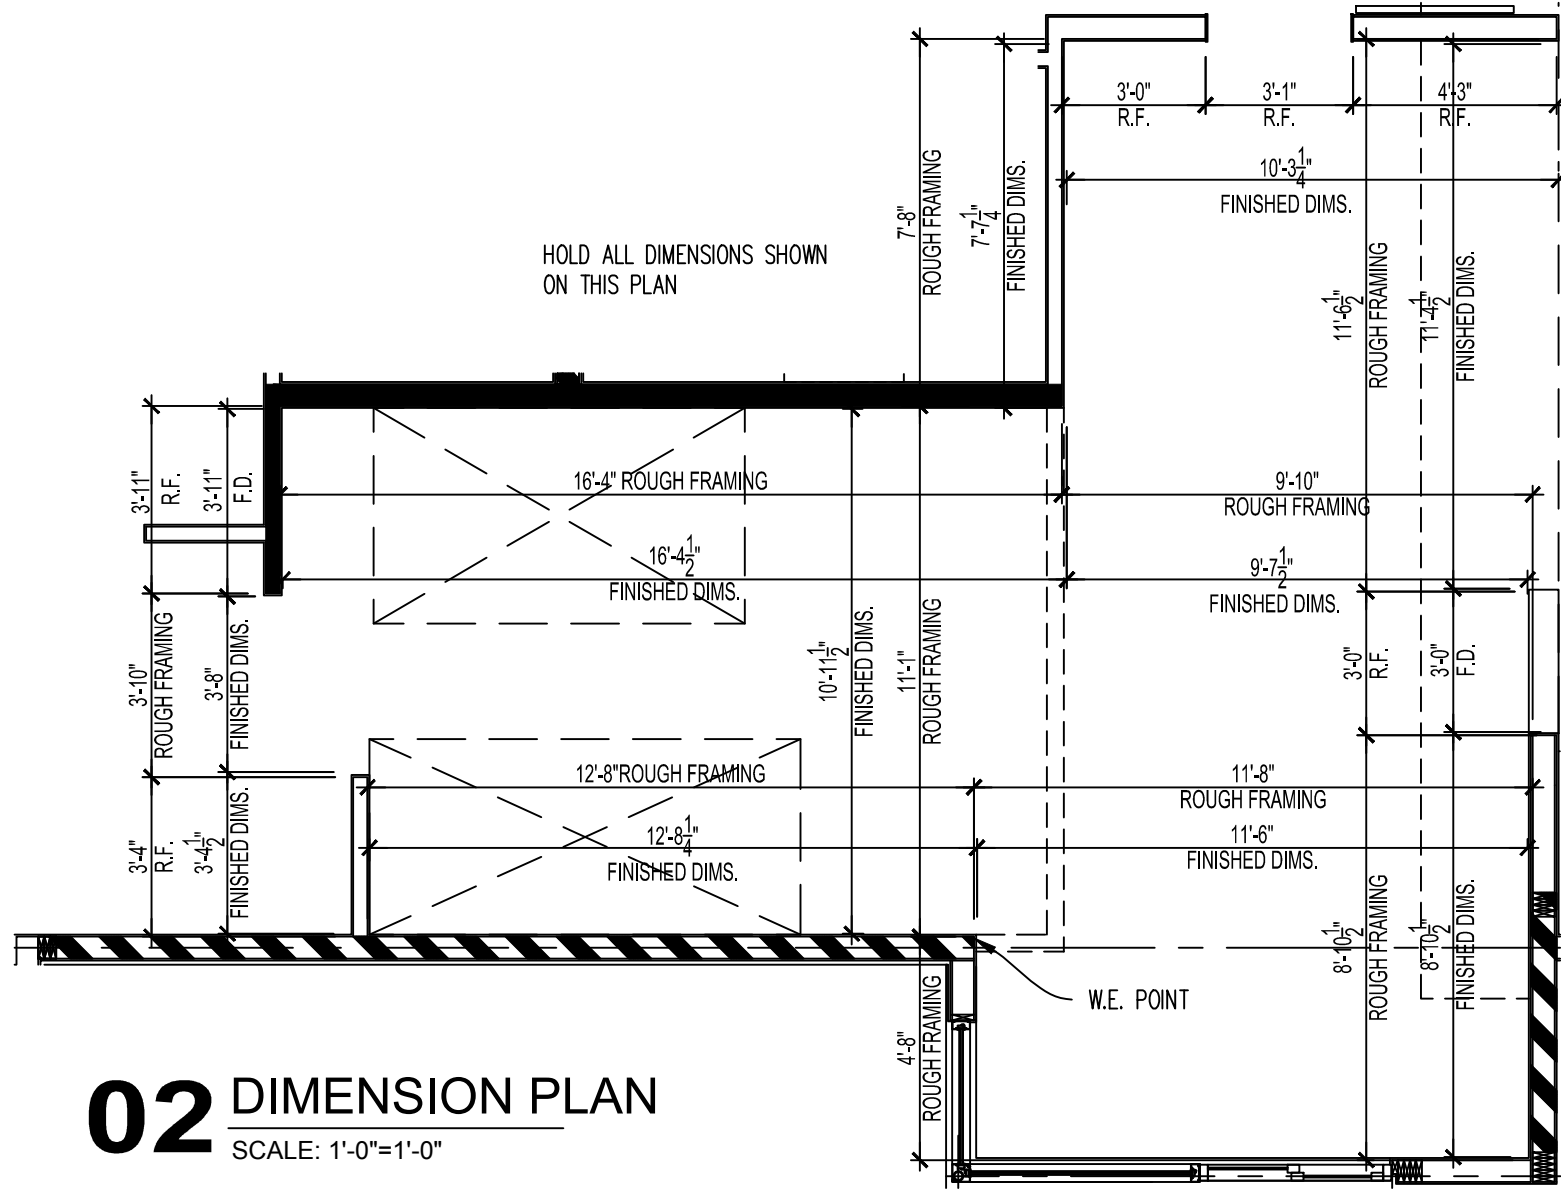 3'-0"
R.F.
3'-1"
R.F.
4'-3"
R.F.
10'-3 1/4"
FINISHED DIMS.
7'-8"
ROUGH FRAMING
7'-7 1/4"
FINISHED DIMS.
HOLD ALL DIMENSIONS SHOWN
ON THIS PLAN
11'-6 1/2"
ROUGH FRAMING
11'-4 1/2"
FINISHED DIMS.
3'-11"
R.F.
3'-11"
F.D.
16'-4" ROUGH FRAMING
9'-10"
ROUGH FRAMING
16'-4 1/2"
FINISHED DIMS.
9'-7 1/2"
FINISHED DIMS.
3'-10"
ROUGH FRAMING
3'-8"
FINISHED DIMS.
10'-11 1/2"
FINISHED DIMS.
11'-1"
ROUGH FRAMING
3'-0"
R.F.
3'-0"
F.D.
12'-8"ROUGH FRAMING
11'-8"
ROUGH FRAMING
3'-4"
R.F.
3'-4 1/2"
FINISHED DIMS.
12'-8 1/4"
FINISHED DIMS.
11'-6"
FINISHED DIMS.
8'-10 1/2"
ROUGH FRAMING
8'-10 1/2"
FINISHED DIMS.
W.E. POINT
4'-8"
ROUGH FRAMING
02 DIMENSION PLAN
SCALE: 1'-0"=1'-0"